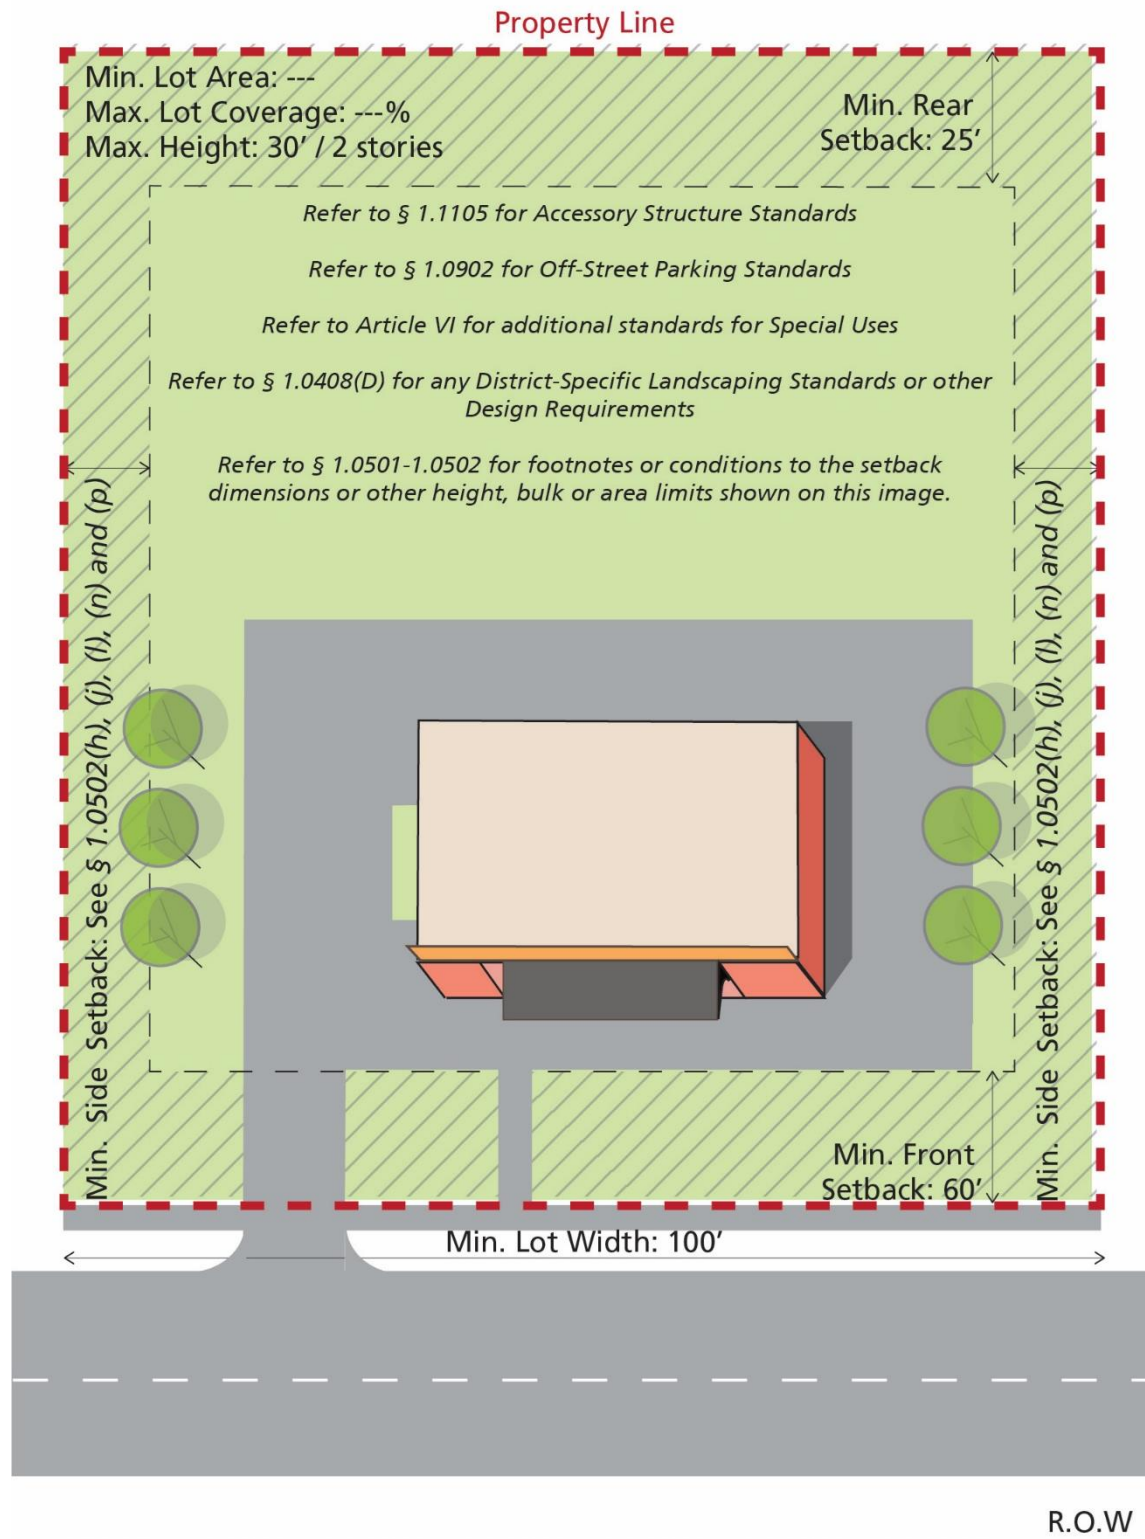 Property Line
Min. Lot Area: ---
Max. Lot Coverage: ---%
Max. Height: 30’ / 2 stories
Min. Rear
Setback: 25’
Refer to § 1.1105 for Accessory Structure Standards
Refer to § 1.0902 for Off-Street Parking Standards
Refer to Article VI for additional standards for Special Uses
Refer to § 1.0408(D) for any District-Specific Landscaping Standards or other
Design Requirements
Refer to § 1.0501-1.0502 for footnotes or conditions to the setback
dimensions or other height, bulk or area limits shown on this image.
Min. Side Setback: See § 1.0502(h), (j), (l), (n) and (p)
Min. Side Setback: See § 1.0502(h), (j), (l), (n) and (p)
Min. Front
Setback: 60’
Min. Lot Width: 100’
R.O.W